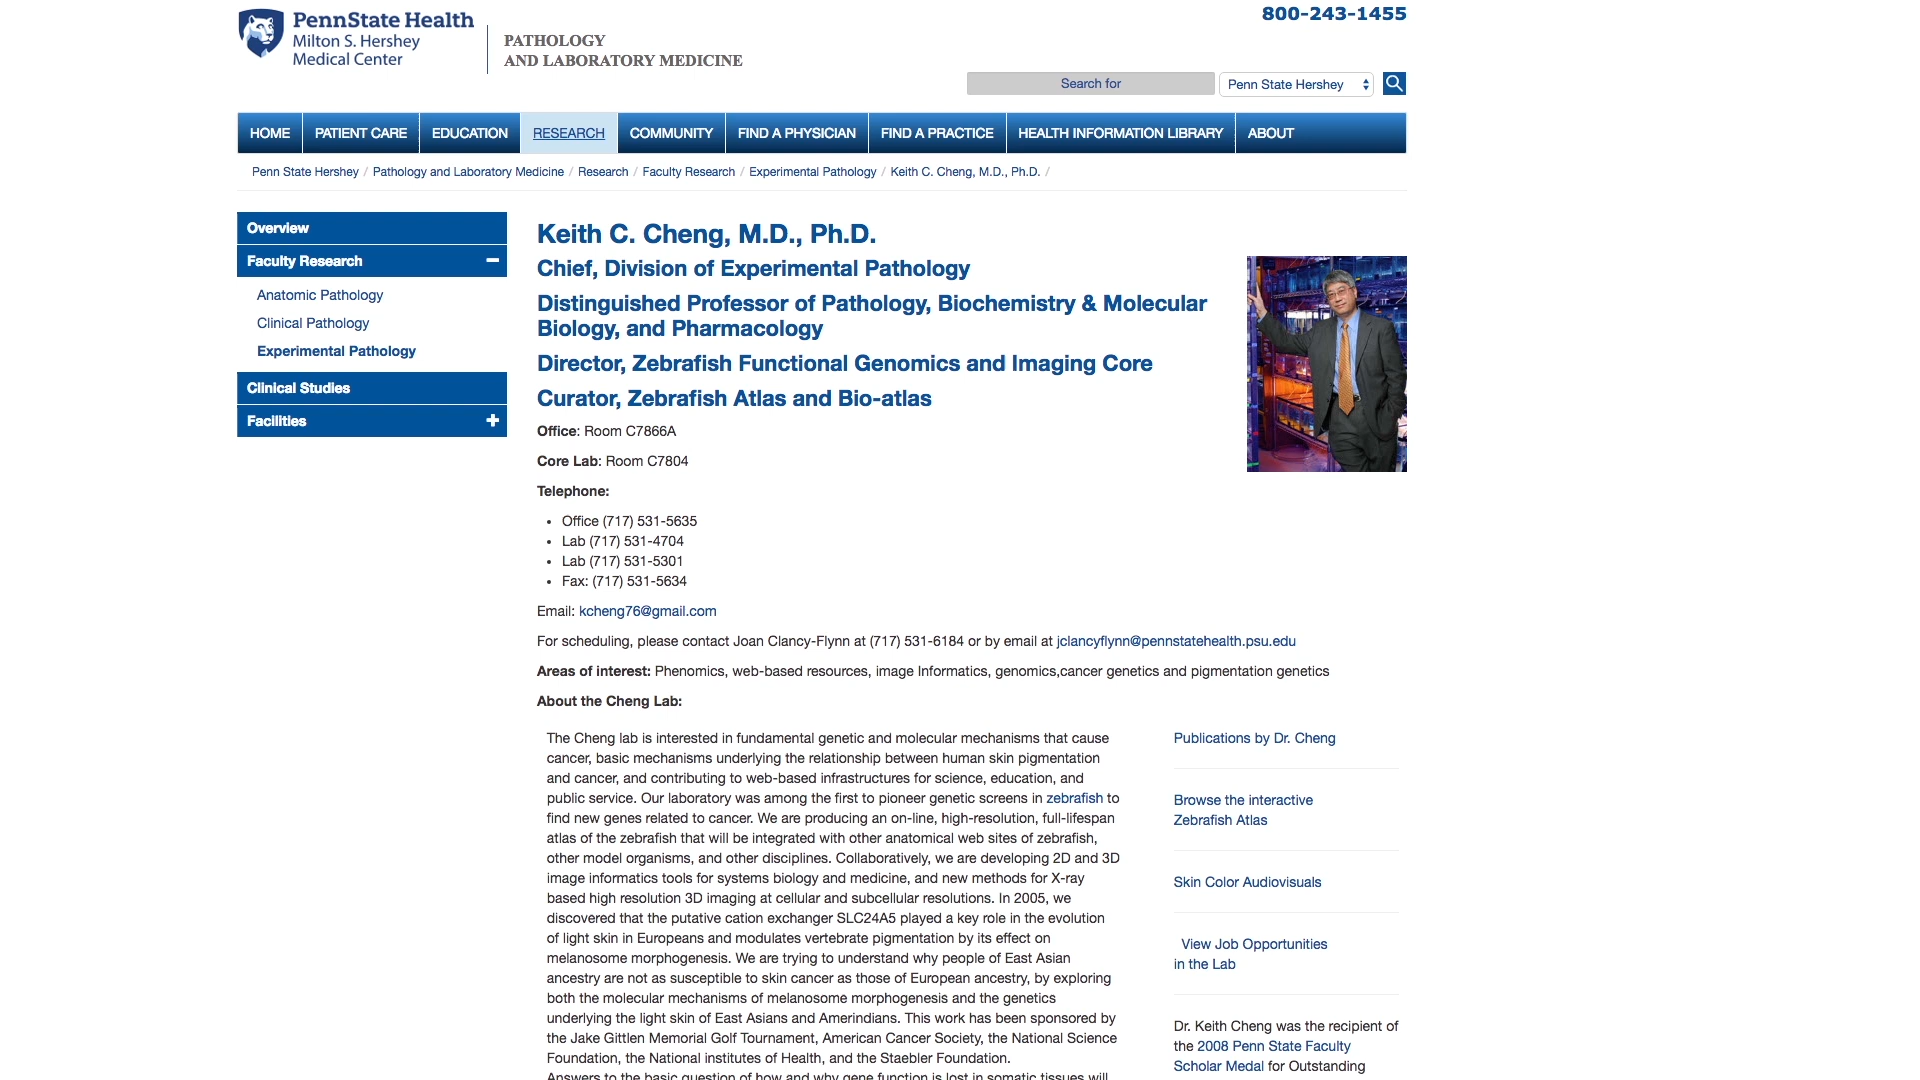 PennState Health
Milton S. Hershey
Medical Center
PATHOLOGY
AND LABORATORY MEDICINE
800-243-1455
Search for
Penn State Hershey
HOME
PATIENT CARE
EDUCATION
RESEARCH
COMMUNITY
FIND A PHYSICIAN
FIND A PRACTICE
HEALTH INFORMATION LIBRARY
ABOUT
Penn State Hershey / Pathology and Laboratory Medicine / Research / Faculty Research / Experimental Pathology / Keith C. Cheng, M.D., Ph.D. /
Overview
Faculty Research
Anatomic Pathology
Clinical Pathology
Experimental Pathology
Clinical Studies
Facilities
Keith C. Cheng, M.D., Ph.D.
Chief, Division of Experimental Pathology
Distinguished Professor of Pathology, Biochemistry & Molecular
Biology, and Pharmacology
Director, Zebrafish Functional Genomics and Imaging Core
Curator, Zebrafish Atlas and Bio-atlas
Office: Room C7866A
Core Lab: Room C7804
Telephone:
• Office (717) 531-5635
• Lab (717) 531-4704
• Lab (717) 531-5301
• Fax: (717) 531-5634
Email: kcheng76@gmail.com
For scheduling, please contact Joan Clancy-Flynn at (717) 531-6184 or by email at jclancyflynn@pennstatehealth.psu.edu
Areas of interest: Phenomics, web-based resources, image Informatics, genomics,cancer genetics and pigmentation genetics
About the Cheng Lab:
The Cheng lab is interested in fundamental genetic and molecular mechanisms that cause
cancer, basic mechanisms underlying the relationship between human skin pigmentation
and cancer, and contributing to web-based infrastructures for science, education, and
public service. Our laboratory was among the first to pioneer genetic screens in zebrafish to
find new genes related to cancer. We are producing an on-line, high-resolution, full-lifespan
atlas of the zebrafish that will be integrated with other anatomical web sites of zebrafish,
other model organisms, and other disciplines. Collaboratively, we are developing 2D and 3D
image informatics tools for systems biology and medicine, and new methods for X-ray
based high resolution 3D imaging at cellular and subcellular resolutions. In 2005, we
discovered that the putative cation exchanger SLC24A5 played a key role in the evolution
of light skin in Europeans and modulates vertebrate pigmentation by its effect on
melanosome morphogenesis. We are trying to understand why people of East Asian
ancestry are not as susceptible to skin cancer as those of European ancestry, by exploring
both the molecular mechanisms of melanosome morphogenesis and the genetics
underlying the light skin of East Asians and Amerindians. This work has been sponsored by
the Jake Gittlen Memorial Golf Tournament, American Cancer Society, the National Science
Foundation, the National institutes of Health, and the Staebler Foundation.
Answers to the basic question of how and why gene function is lost in somatic tissues will
Publications by Dr. Cheng
Browse the interactive
Zebrafish Atlas
Skin Color Audiovisuals
View Job Opportunities
in the Lab
Dr. Keith Cheng was the recipient of
the 2008 Penn State Faculty
Scholar Medal for Outstanding